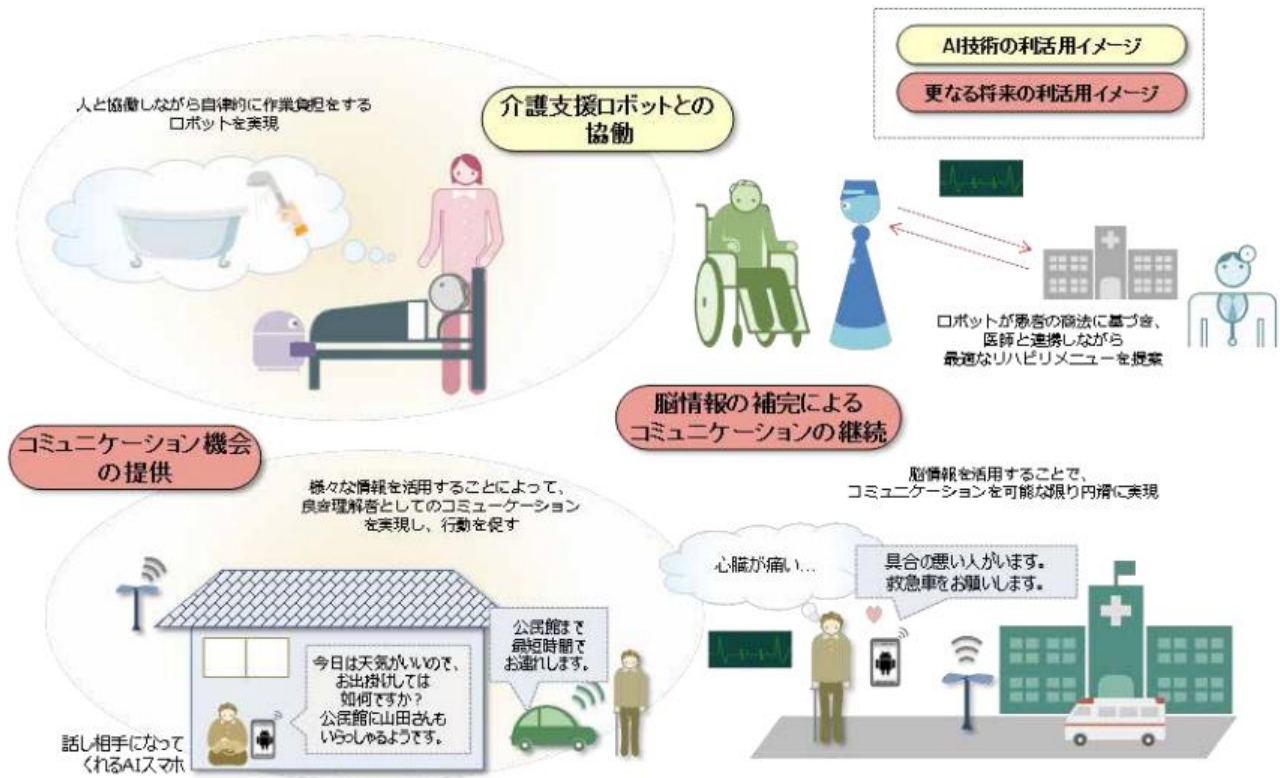 AI技術の利活用イメージ
更なる将来の利活用イメージ
人と協働しながら自律的に作業負担をする
ロボットを実現
介護支援ロボットとの
協働
ロボットが患者の商法に基づき、
医師と連携しながら
最適なリハビリメニューを提案
コミュニケーション機会
の提供
様々な情報を活用することによって、
良き理解者としてのコミューケーション
を実現し、行動を促す
公民館まで
最短時間で
お連れします。
今日は天気がいいので、
お出掛けしては
如何ですか?
公民館に山田さんも
いらっしゃるようです。
話し相手になって
くれるAIスマホ
脳情報の補完による
コミュニケーションの継続
脳情報を活用することで、
コミュニケーションを可能な限り円滑に実現
心臓が痛い…
具合の悪い人がいます。
救急車をお願いします。